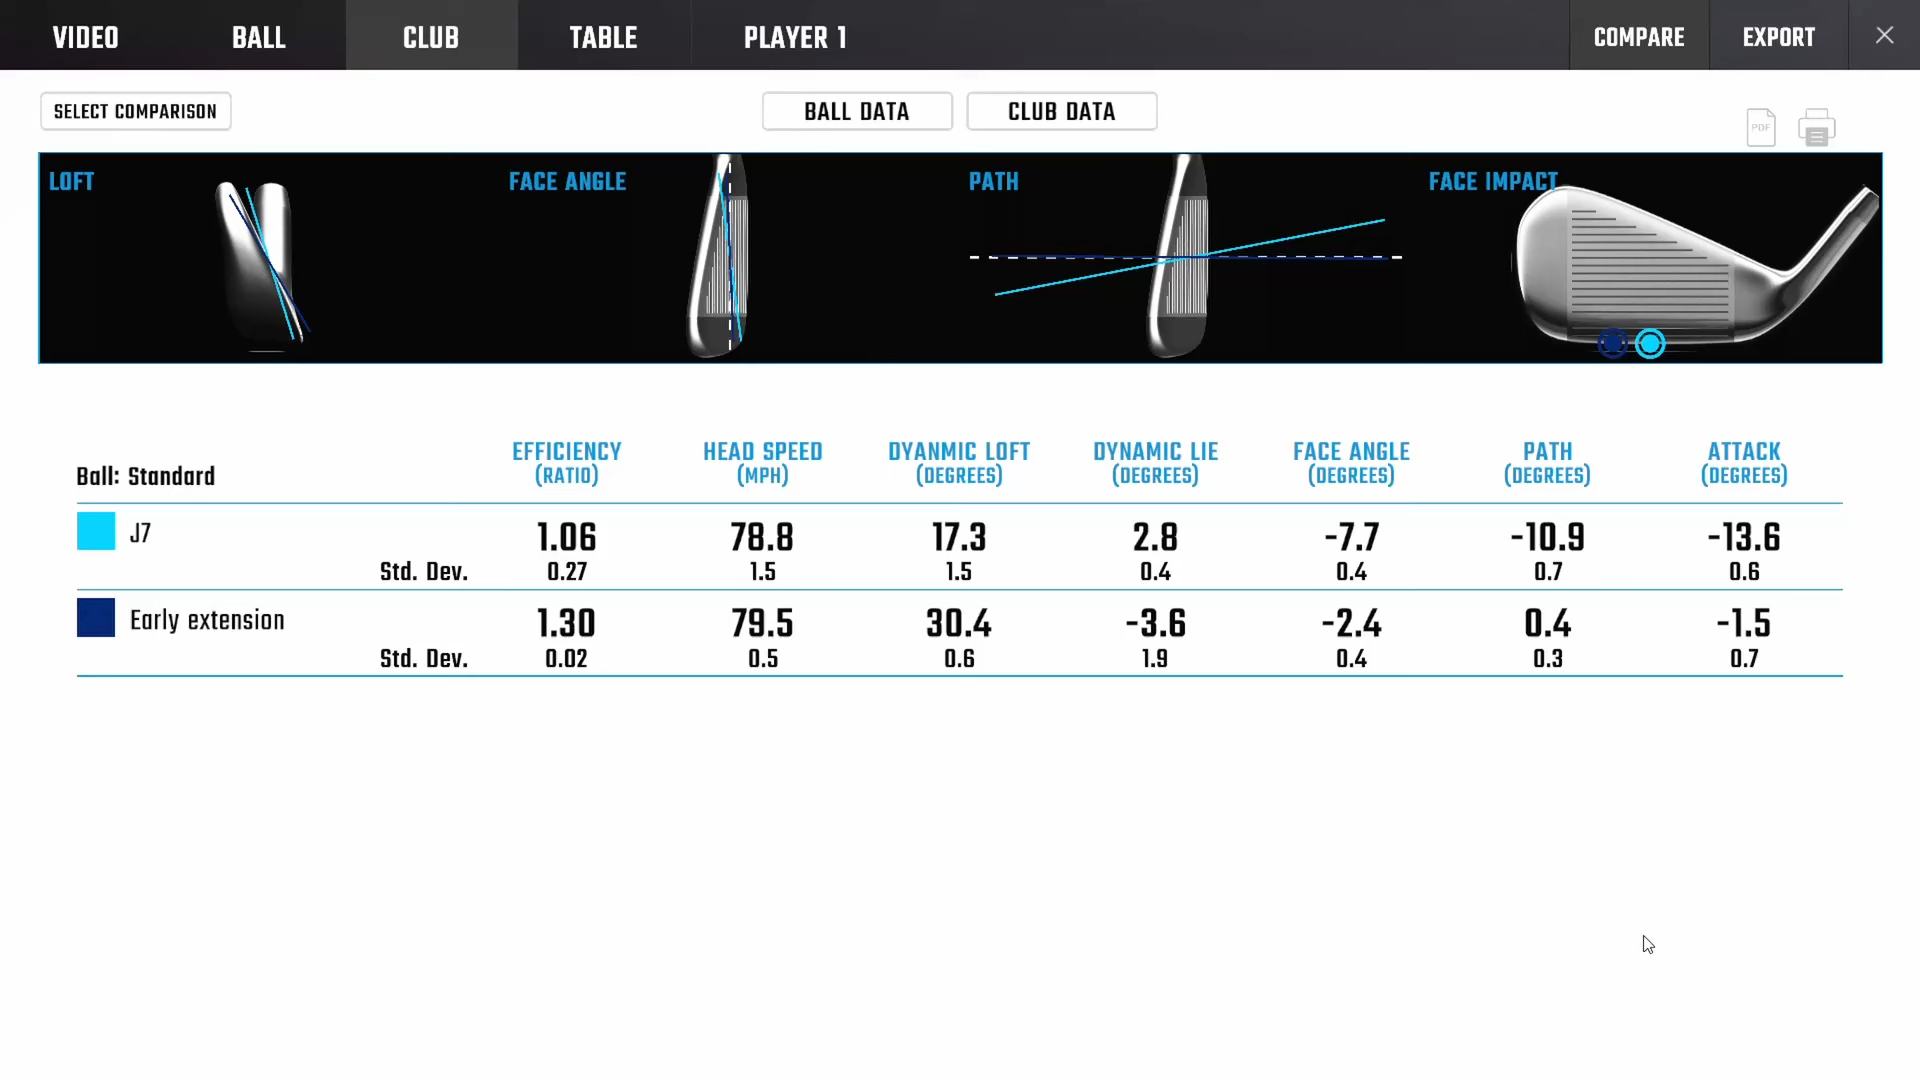 VIDEO BALL CLUB TABLE PLAYER 1 COMPARE EXPORT
SELECT COMPARISON BALL DATA CLUB DATA
PDF
LOFT FACE ANGLE PATH FACE IMPACT
EFFICIENCY HEAD SPEED DYANMIC LOFT DYNAMIC LIE FACE ANGLE PATH ATTACK
Ball: Standard (RATIO) (MPH) (DEGREES) (DEGREES) (DEGREES) (DEGREES) (DEGREES)
J7 1.06 78.8 17.3 2.8 -7.7 -10.9 -13.6
Std. Dev. 0.27 1.5 1.5 0.4 0.4 0.7 0.6
Early extension 1.30 79.5 30.4 -3.6 -2.4 0.4 -1.5
Std. Dev. 0.02 0.5 0.6 1.9 0.4 0.3 0.7